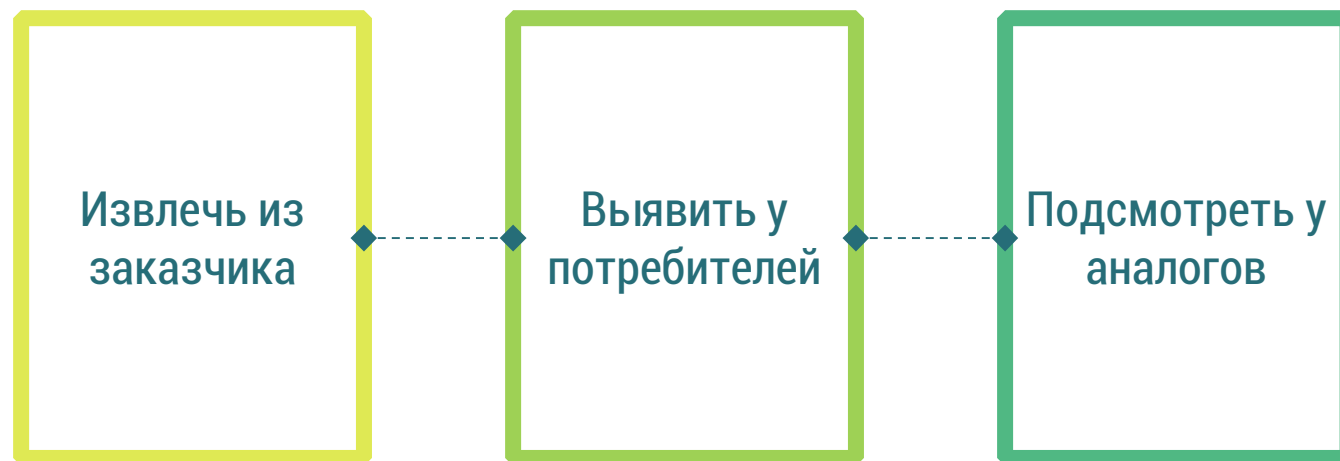 Извлечь из
заказчика
Выявить у
потребителей
Подсмотреть у
аналогов